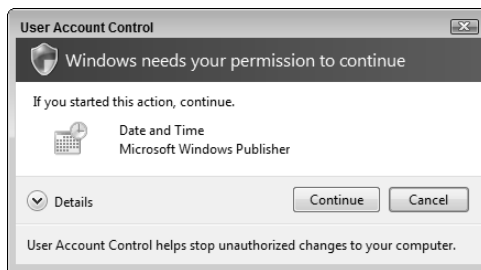 User Account Control
Windows needs your permission to continue
If you started this action, continue.
Date and Time
Microsoft Windows Publisher
Details
Continue
Cancel
User Account Control helps stop unauthorized changes to your computer.